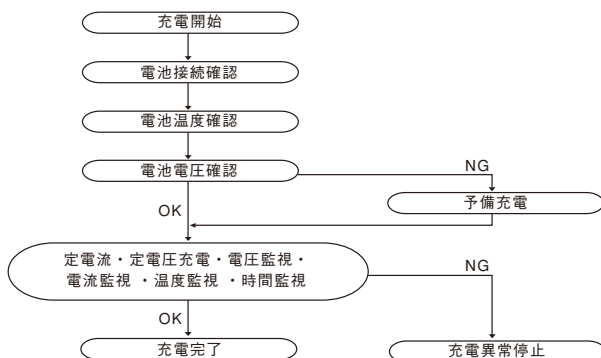 充電開始
電池接続確認
電池温度確認
電池電圧確認
NG
予備充電
OK
定電流・定電圧充電・電圧監視・
電流監視・温度監視・時間監視
NG
OK
充電完了
充電異常停止